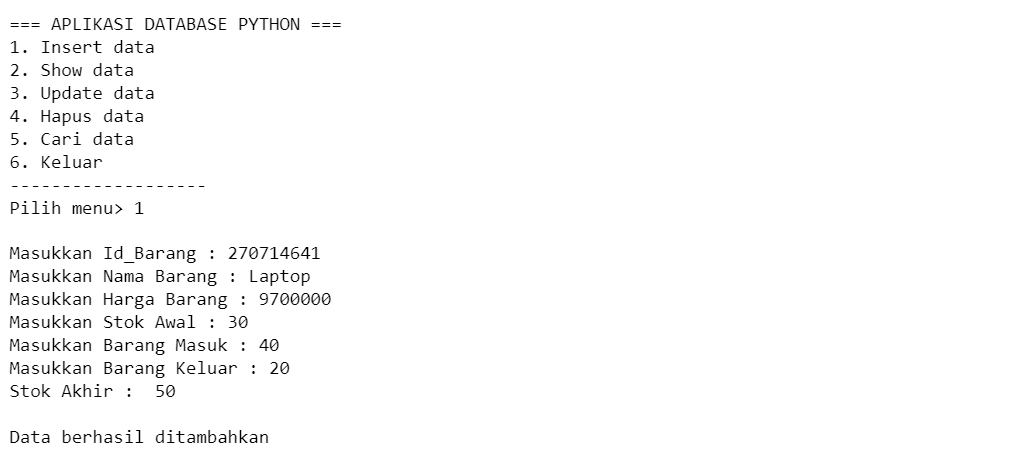 === APLIKASI DATABASE PYTHON ===
1. Insert data
2. Show data
3. Update data
4. Hapus data
5. Cari data
6. Keluar
-------------------
Pilih menu> 1
Masukkan Id_Barang : 270714641
Masukkan Nama Barang : Laptop
Masukkan Harga Barang : 9700000
Masukkan Stok Awal : 30
Masukkan Barang Masuk : 40
Masukkan Barang Keluar : 20
Stok Akhir :  50
Data berhasil ditambahkan